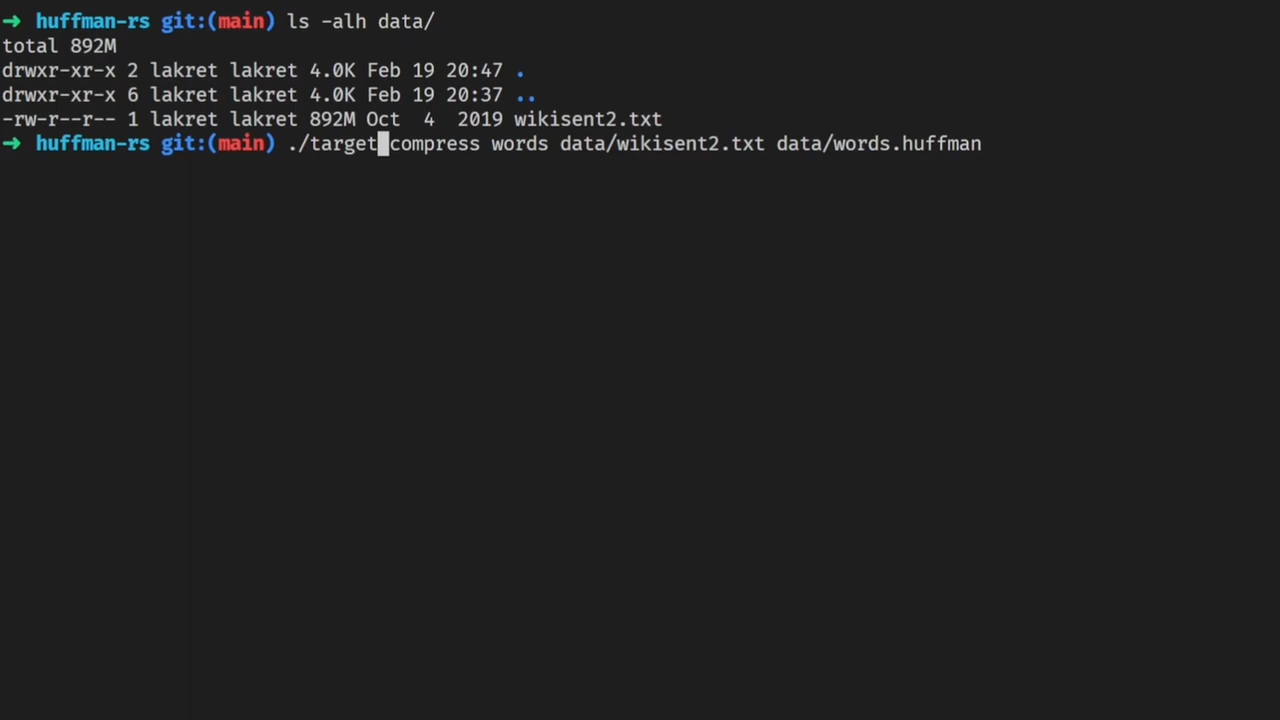 ➜ huffman-rs git:(main) ls -alh data/
total 892M
drwxr-xr-x 2 lakret lakret 4.0K Feb 19 20:47 .
drwxr-xr-x 6 lakret lakret 4.0K Feb 19 20:37 ..
-rw-r--r-- 1 lakret lakret 892M Oct  4  2019 wikisent2.txt
➜ huffman-rs git:(main) ./target compress words data/wikisent2.txt data/words.huffman